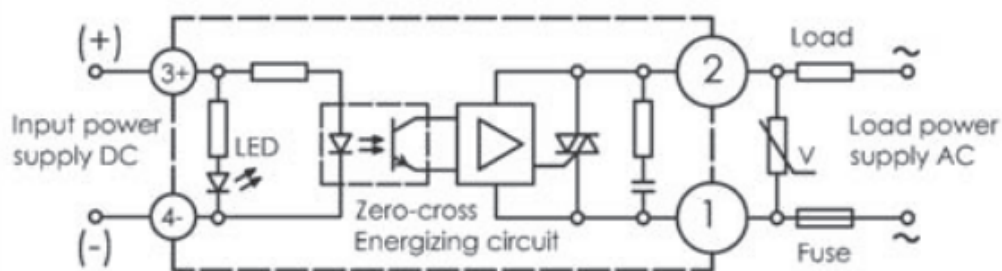 (+)
3+
2
Load
~
Input power
supply DC
LED
V
Load power
supply AC
4-
1
(-)
Zero-cross
Energizing circuit
Fuse
~